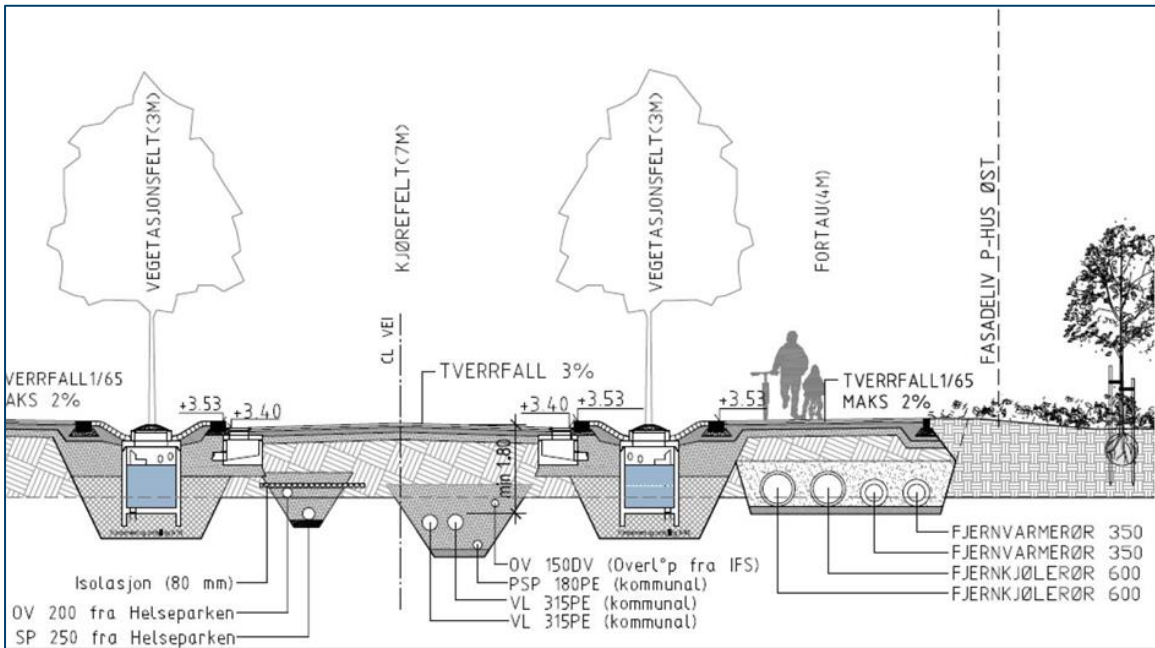 VEGETASJONSFELT(3M)
KJØREFELT(7M)
VEGETASJONSFELT(3M)
FORTAU(4M)
FASADELIV P-HUS ØST
CL VEI
VERRFALL1/65
MAKS 2%
+3.53
+3.40
TVERRFALL 3%
+3.40
+3.53
+3.53
TVERRFALL1/65
MAKS 2%
min 1.80
Isolasjon (80 mm)
OV 200 fra Helseparken
SP 250 fra Helseparken
OV 150DV (Overl°p fra IFS)
PSP 180PE (kommunal)
VL 315PE (kommunal)
VL 315PE (kommunal)
FJERNVARMERØR 350
FJERNVARMERØR 350
FJERNKJØLERØR 600
FJERNKJØLERØR 600